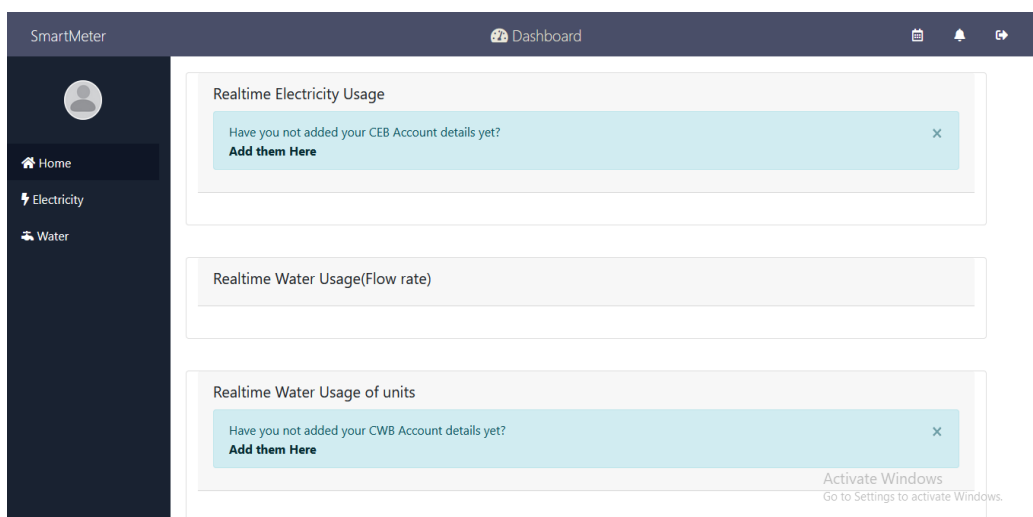 SmartMeter
Dashboard
Home
Electricity
Water
Realtime Electricity Usage
Have you not added your CEB Account details yet?
Add them Here
×
Realtime Water Usage(Flow rate)
Realtime Water Usage of units
Have you not added your CWB Account details yet?
Add them Here
×
Activate Windows
Go to Settings to activate Windows.